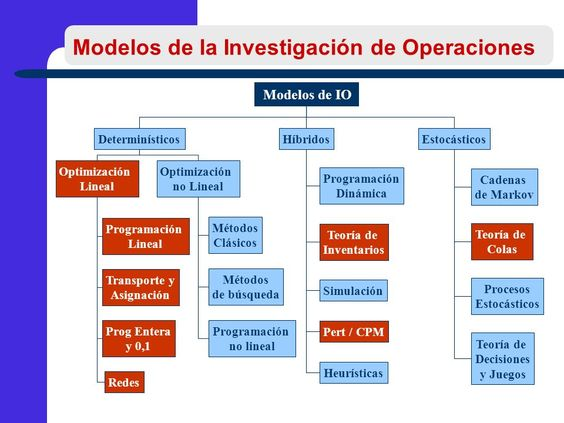 Modelos de la Investigación de Operaciones
Modelos de IO
Determinísticos
Híbridos
Estocásticos
Optimización
Lineal
Optimización
no Lineal
Programación
Lineal
Transporte y
Asignación
Prog Entera
y 0,1
Redes
Métodos
Clásicos
Métodos
de búsqueda
Programación
no lineal
Programación
Dinámica
Teoría de
Inventarios
Simulación
Pert / CPM
Heurísticas
Cadenas
de Markov
Teoría de
Colas
Procesos
Estocásticos
Teoría de
Decisiones
y Juegos